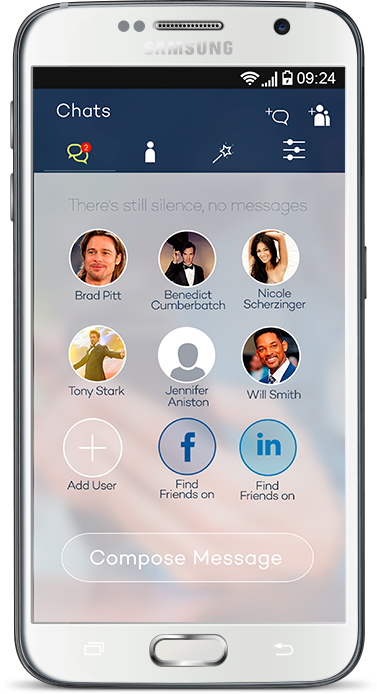 SAMSUNG
09:24
Chats
2
There's still silence, no messages
Brad Pitt
Benedict
Cumberbatch
Nicole
Scherzinger
Tony Stark
Jennifer
Aniston
Will Smith
f
in
Add User
Find
Friends on
Find
Friends on
Compose Message